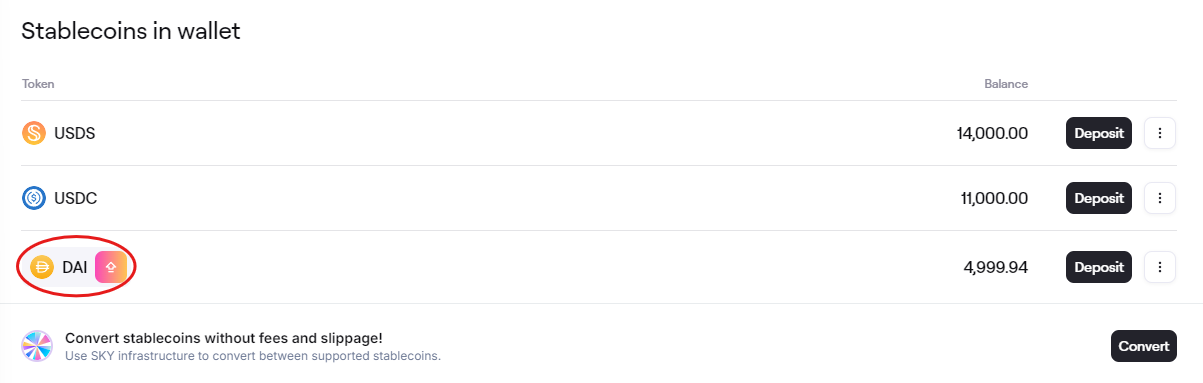 Stablecoins in wallet
Token Balance
USDS 14,000.00 Deposit
USDC 11,000.00 Deposit
DAI 4,999.94 Deposit
Convert stablecoins without fees and slippage!
Use SKY infrastructure to convert between supported stablecoins.
Convert